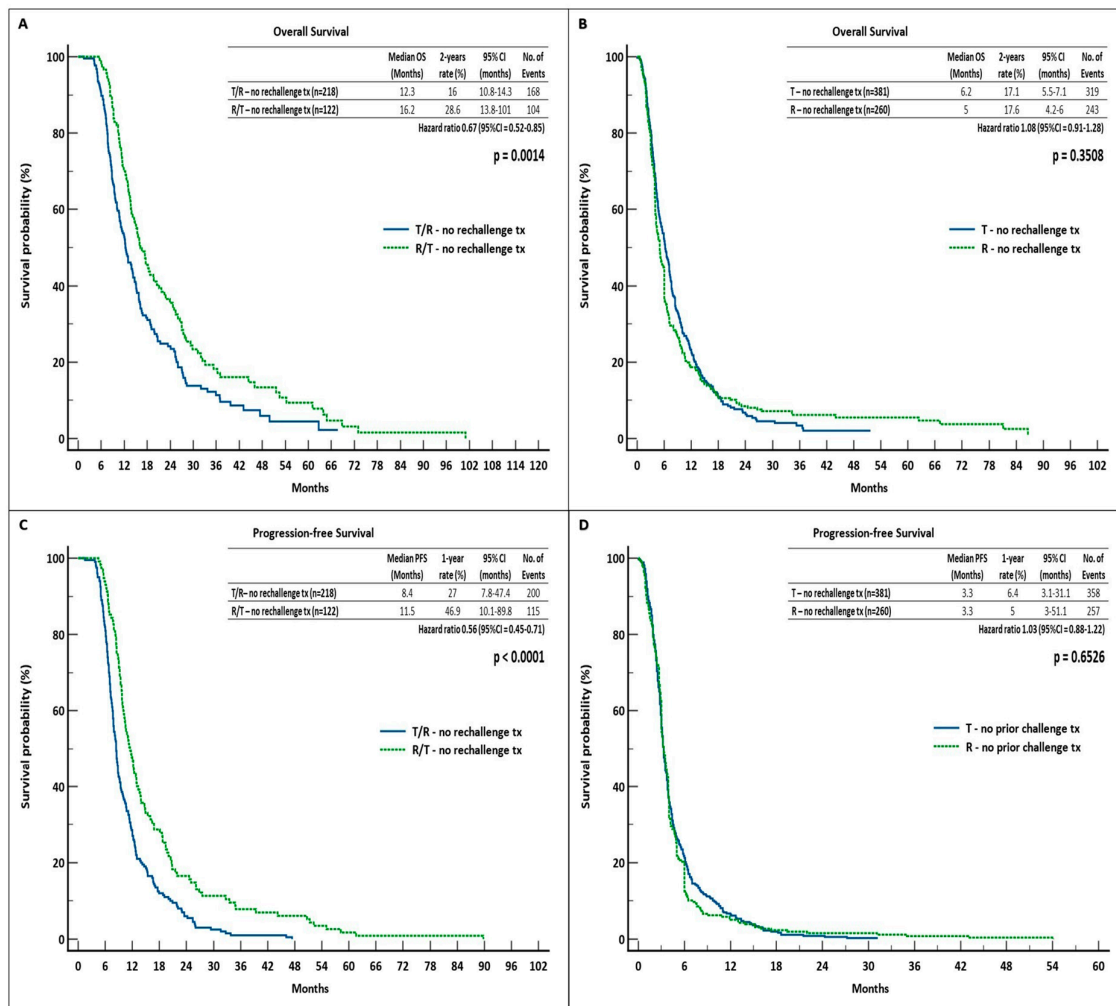 A
Overall Survival
Median OS 2-years 95% CI No. of
(Months) rate (%) (months) Events
T/R – no rechallenge tx (n=218) 12.3 16 10.8-14.3 168
R/T – no rechallenge tx (n=122) 16.2 28.6 13.8-101 104
Hazard ratio 0.67 (95%CI = 0.52-0.85)
p = 0.0014
T/R - no rechallenge tx
R/T - no rechallenge tx
Survival probability (%)
100
80
60
40
20
0
0 6 12 18 24 30 36 42 48 54 60 66 72 78 84 90 96 102 108 114 120
Months
B
Overall Survival
Median OS 2-years 95% CI No. of
(Months) rate (%) (months) Events
T – no rechallenge tx (n=381) 6.2 17.1 5.5-7.1 319
R – no rechallenge tx (n=260) 5 17.6 4.2-6 243
Hazard ratio 1.08 (95%CI = 0.91-1.28)
p = 0.3508
T - no rechallenge tx
R - no rechallenge tx
Survival probability (%)
100
80
60
40
20
0
0 6 12 18 24 30 36 42 48 54 60 66 72 78 84 90 96 102
Months
C
Progression-free Survival
Median PFS 1-year 95% CI No. of
(Months) rate (%) (months) Events
T/R– no rechallenge tx (n=218) 8.4 27 7.8-47.4 200
R/T – no rechallenge tx (n=122) 11.5 46.9 10.1-89.8 115
Hazard ratio 0.56 (95%CI = 0.45-0.71)
p < 0.0001
T/R - no rechallenge tx
R/T - no rechallenge tx
Survival probability (%)
100
80
60
40
20
0
0 6 12 18 24 30 36 42 48 54 60 66 72 78 84 90 96 102
Months
D
Progression-free Survival
Median PFS 1-year 95% CI No. of
(Months) rate (%) (months) Events
T – no rechallenge tx (n=381) 3.3 6.4 3.1-31.1 358
R – no rechallenge tx (n=260) 3.3 5 3-51.1 257
Hazard ratio 1.03 (95%CI = 0.88-1.22)
p = 0.6526
T - no prior challenge tx
R - no prior challenge tx
Survival probability (%)
100
80
60
40
20
0
0 6 12 18 24 30 36 42 48 54 60
Months